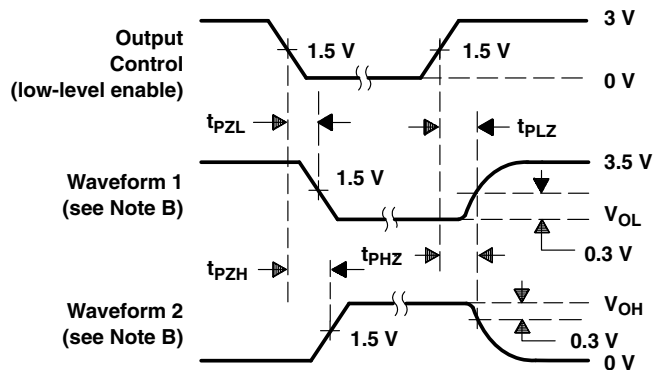 3 V
Output
Control
(low-level enable)
1.5 V
1.5 V
0 V
tPZL
tPLZ
3.5 V
Waveform 1
(see Note B)
1.5 V
VOL
0.3 V
tPZH
tPHZ
VOH
Waveform 2
(see Note B)
1.5 V
0.3 V
0 V